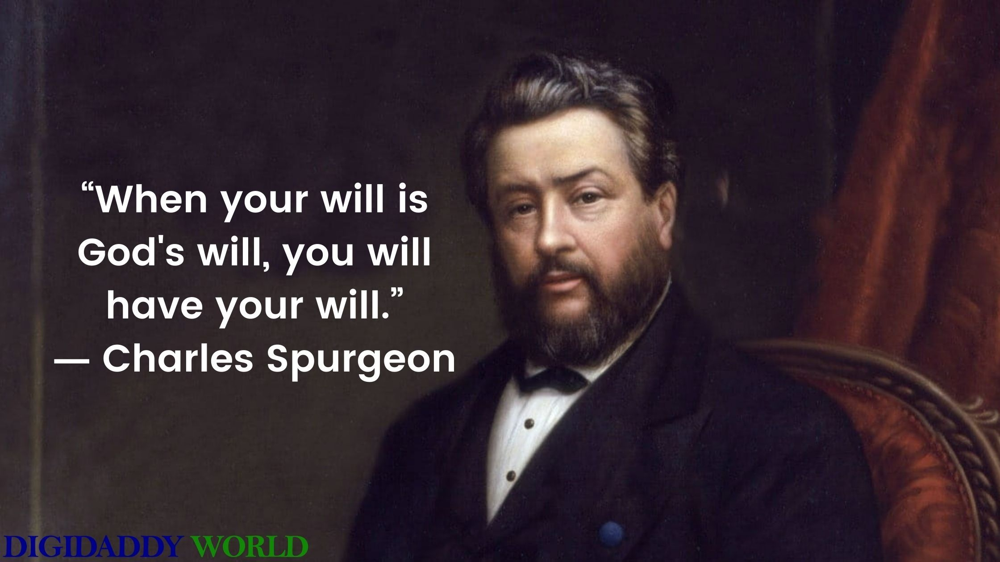 “When your will is
God's will, you will
have your will.”
— Charles Spurgeon
DIGIDADDY WORLD